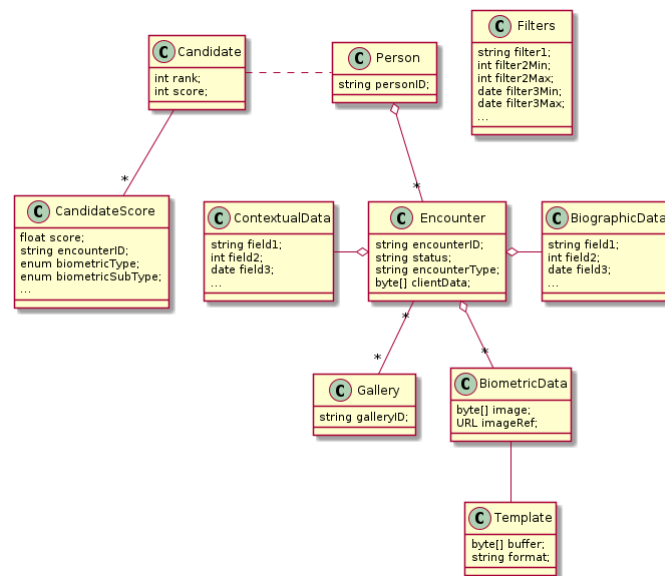 C Filters
string filter1;
int filter2Min;
int filter2Max;
date filter3Min;
date filter3Max;
...
C Candidate
int rank;
int score;
C Person
string personID;
*
*
C CandidateScore
float score;
string encounterID;
enum biometricType;
enum biometricSubType;
...
C ContextualData
string field1;
int field2;
date field3;
...
C Encounter
string encounterID;
string status;
string encounterType;
byte[] clientData;
C BiographicData
string field1;
int field2;
date field3;
...
*
*
*
C Gallery
string galleryID;
C BiometricData
byte[] image;
URL imageRef;
C Template
byte[] buffer;
string format;